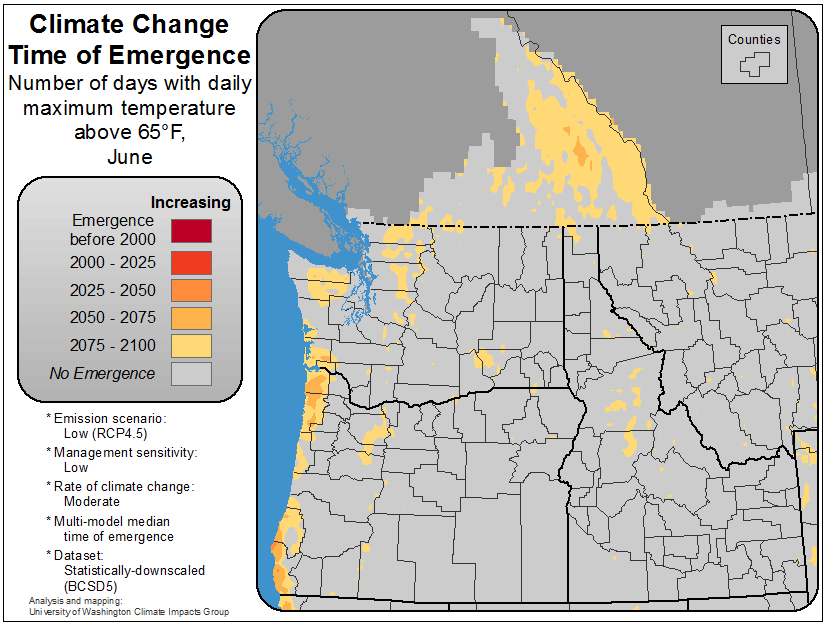 Climate Change
Time of Emergence
Number of days with daily
maximum temperature
above 65°F,
June
Increasing
Emergence
before 2000
2000 - 2025
2025 - 2050
2050 - 2075
2075 - 2100
No Emergence
* Emission scenario:
Low (RCP4.5)
* Management sensitivity:
Low
* Rate of climate change:
Moderate
* Multi-model median
time of emergence
* Dataset:
Statistically-downscaled
(BCSD5)
Analysis and mapping:
University of Washington Climate Impacts Group
Counties